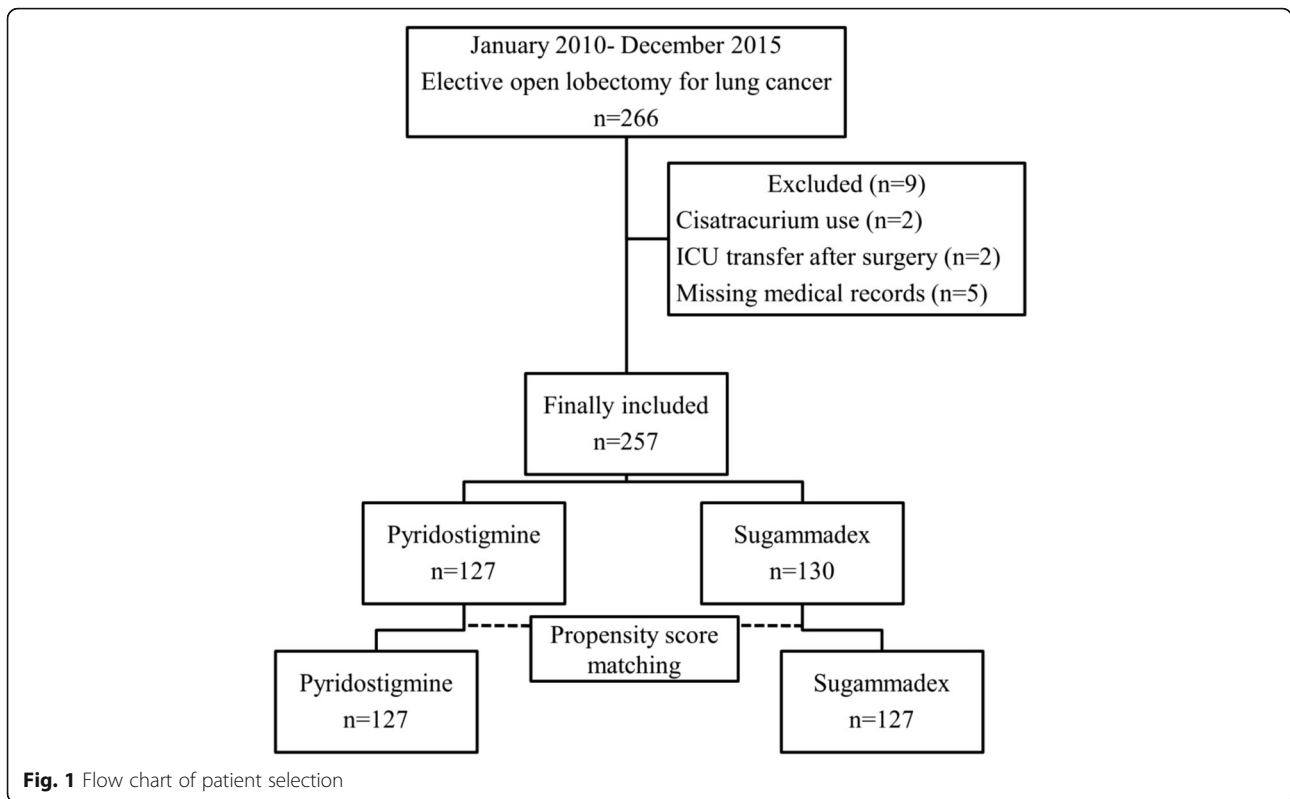 January 2010- December 2015
Elective open lobectomy for lung cancer
n=266
Excluded (n=9)
Cisatracurium use (n=2)
ICU transfer after surgery (n=2)
Missing medical records (n=5)
Finally included
n=257
Pyridostigmine
n=127
Sugammadex
n=130
Propensity score
matching
Pyridostigmine
n=127
Sugammadex
n=127
Fig. 1 Flow chart of patient selection